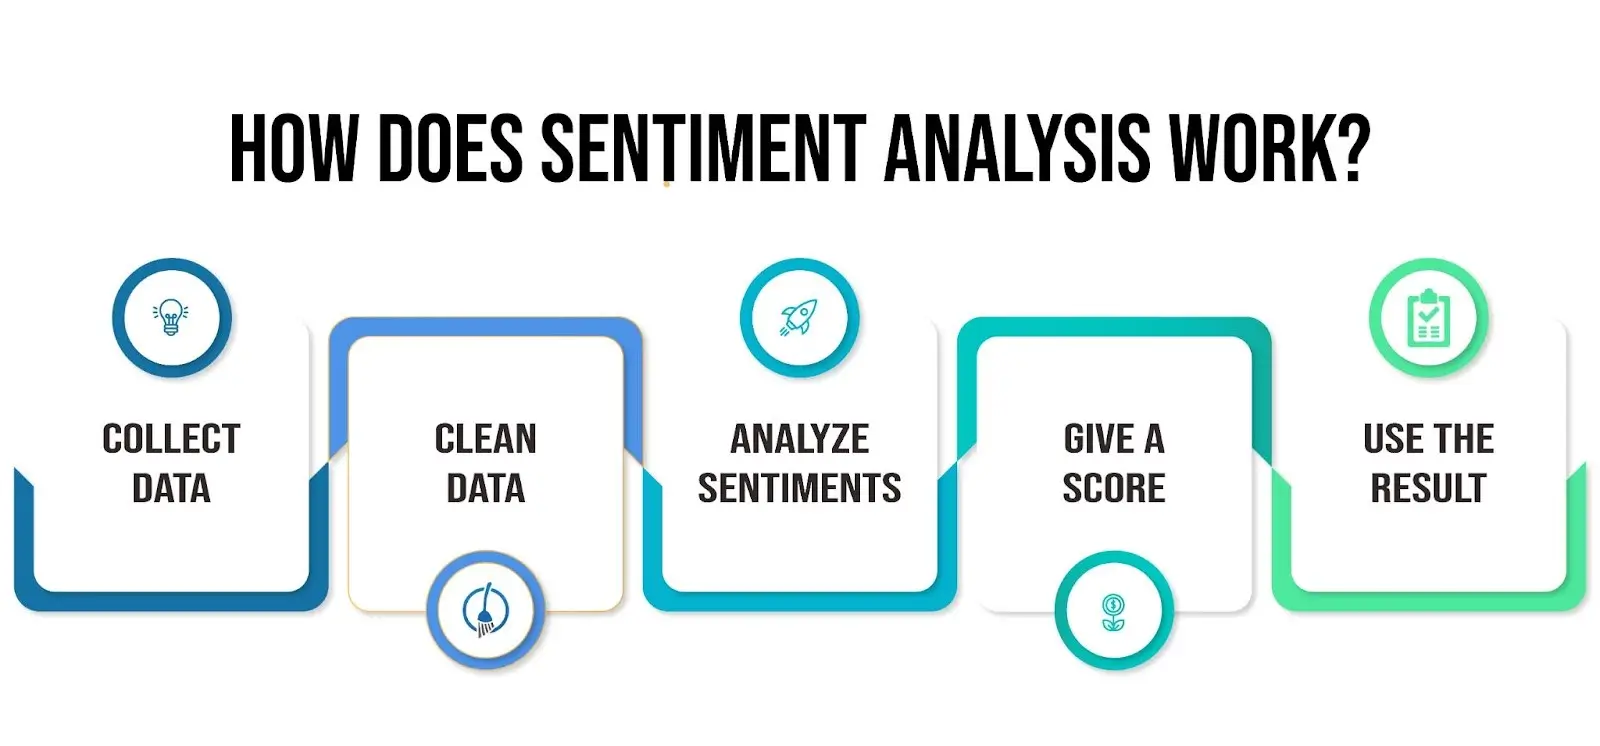 HOW DOES SENTIMENT ANALYSIS WORK?
COLLECT
DATA
CLEAN
DATA
ANALYZE
SENTIMENTS
GIVE A
SCORE
USE THE
RESULT
$